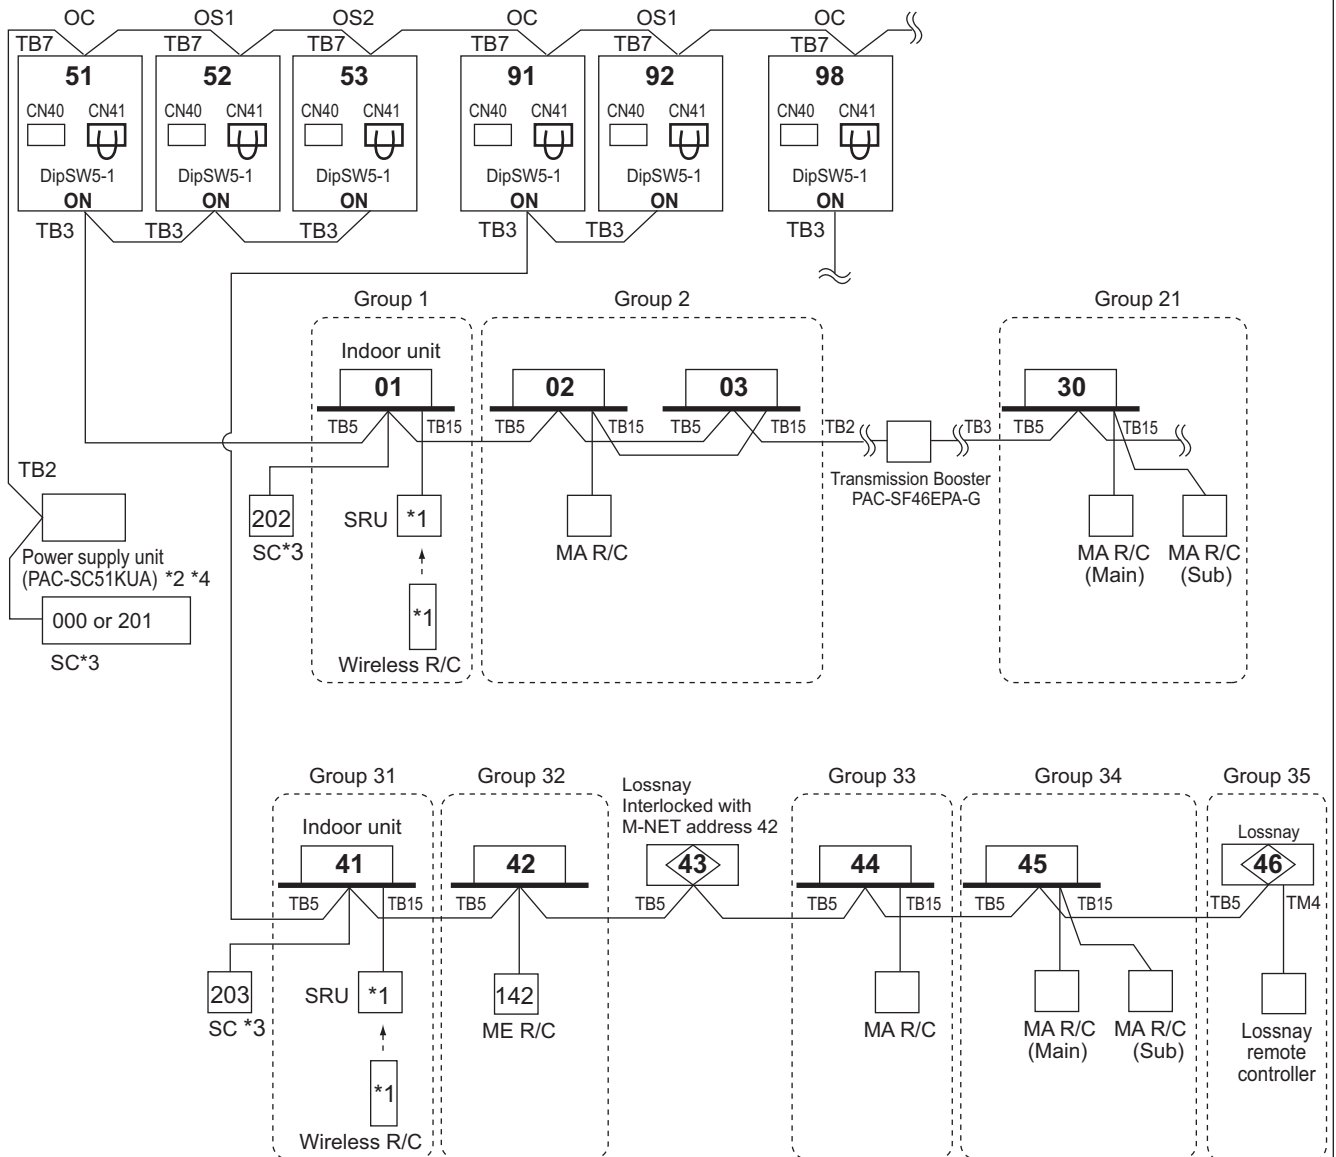 OC OS1 OS2 OC OS1 OC
TB7 TB7 TB7 TB7 TB7 TB7
51 52 53 91 92 98
CN40 CN41 CN40 CN41 CN40 CN41 CN40 CN41 CN40 CN41 CN40 CN41
DipSW5-1 DipSW5-1 DipSW5-1 DipSW5-1 DipSW5-1 DipSW5-1
ON ON ON ON ON ON
TB3 TB3 TB3 TB3 TB3 TB3
Group 1 Group 2 Group 21
Indoor unit
01 02 03 30
TB5 TB15 TB5 TB15 TB5 TB15 TB2 TB3 TB5 TB15
Transmission Booster
PAC-SF46EPA-G
TB2
Power supply unit
(PAC-SC51KUA) *2 *4
000 or 201
SC*3
202
SC*3
SRU *1
*1
Wireless R/C
MA R/C
MA R/C
(Main)
MA R/C
(Sub)
Group 31 Group 32
Lossnay
Interlocked with
M-NET address 42
Group 33 Group 34 Group 35
Indoor unit
Lossnay
41 42 43 44 45 46
TB5 TB15 TB5 TB5 TB5 TB15 TB5 TB15 TB5 TM4
203
SC *3
SRU *1
*1
Wireless R/C
142
ME R/C
MA R/C
MA R/C
(Main)
MA R/C
(Sub)
Lossnay
remote
controller